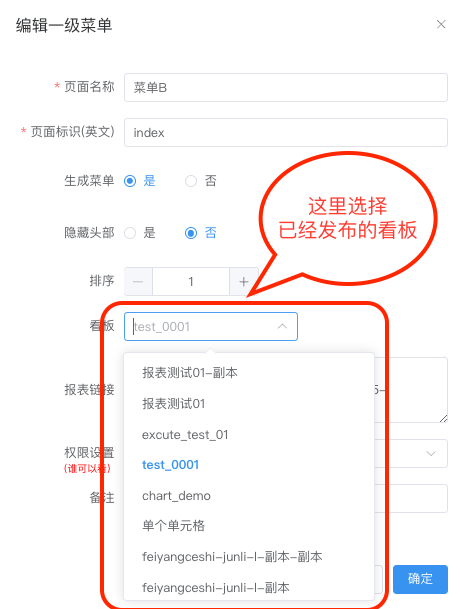 编辑一级菜单
* 页面名称 菜单B
* 页面标识(英文) index
生成菜单 是 否
这里选择
已经发布的看板
隐藏头部 是 否
排序 1
看板 test_0001
报表测试01-副本
报表链接
报表测试01
excute_test_01
权限设置
(谁可以看)
test_0001
备注 chart_demo
单个单元格
feiyangceshi-junli-l-副本-副本
确定
feiyangceshi-junli-l-副本